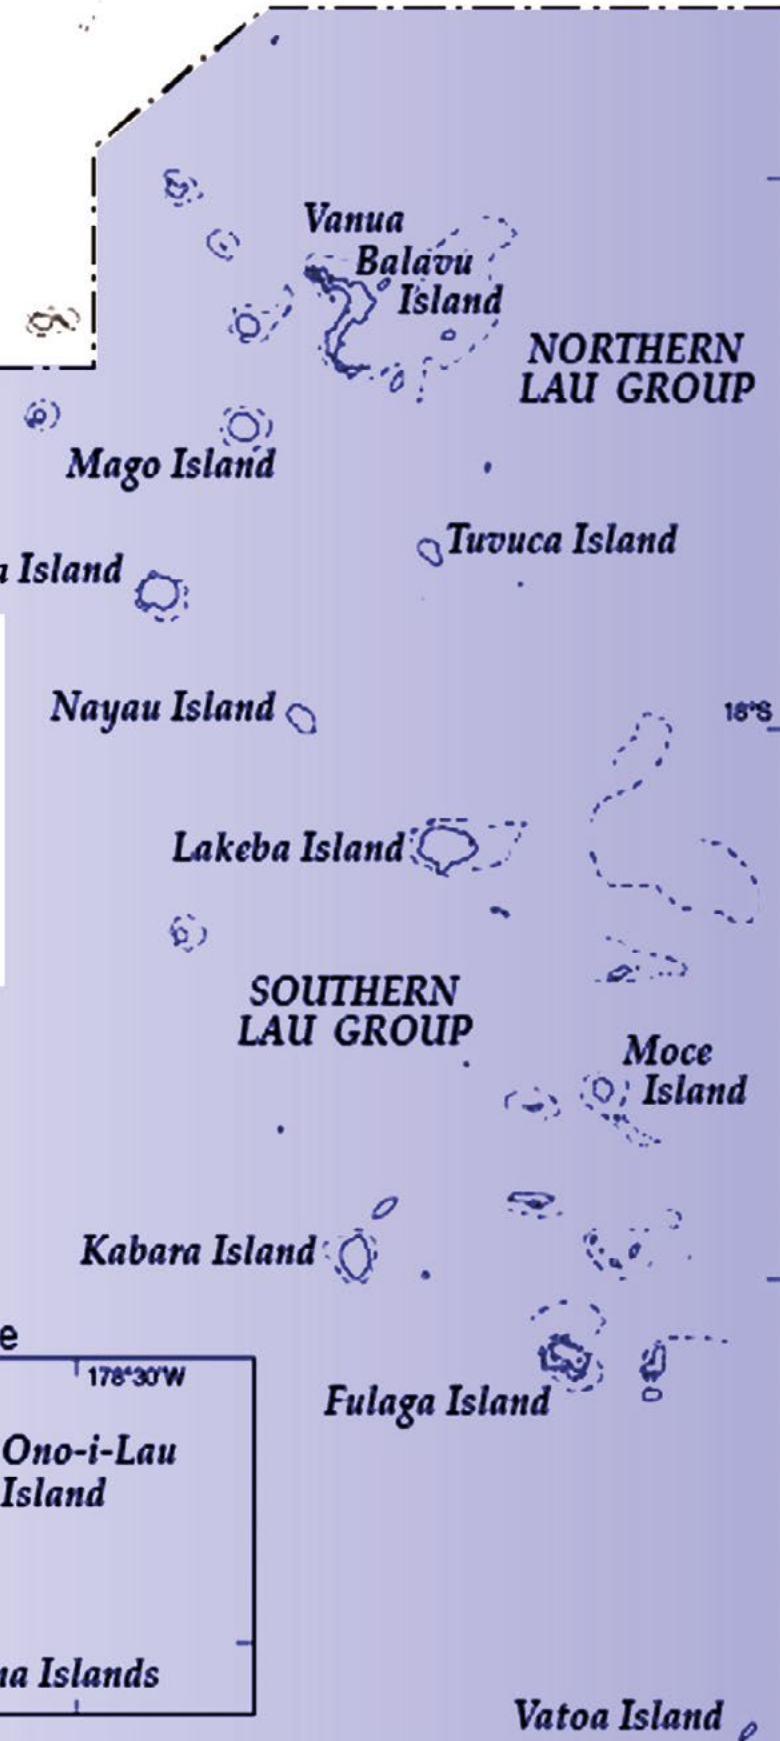 Vanua
Balavu
Island
NORTHERN
LAU GROUP
Mago Island
Tuvuca Island
Island
Nayau Island
18°S
Lakeba Island
SOUTHERN
LAU GROUP
Moce
Island
Kabara Island
178°30'W
Fulaga Island
Ono-i-Lau
Island
Islands
Vatoa Island